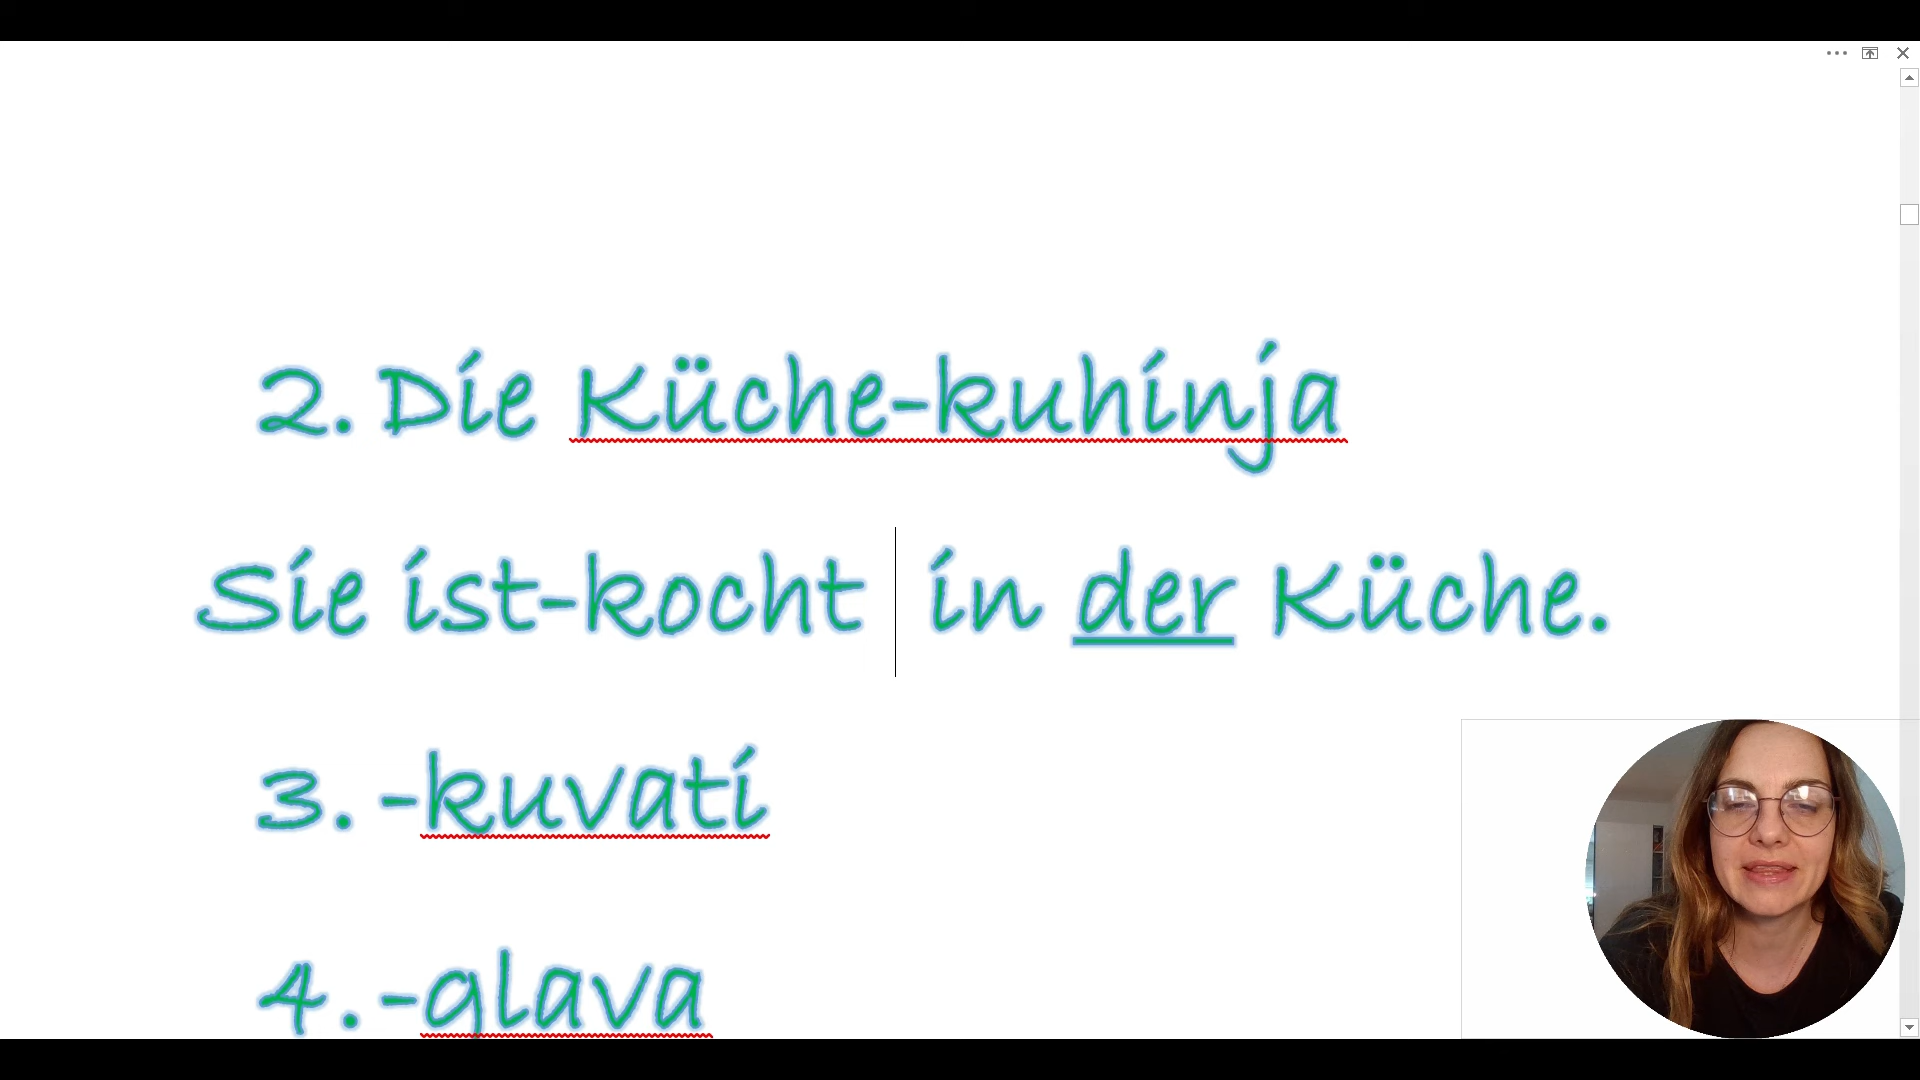 2. Die Küche-kuhinja
Sie ist-kocht in der Küche.
3. -kuvati
4. -glava